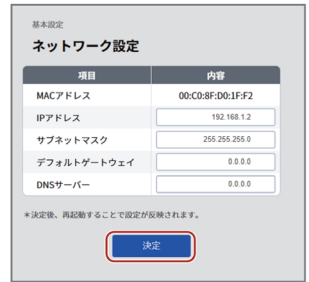 基本設定
ネットワーク設定
項目 内容
MACアドレス 00:C0:8F:D0:1F:F2
IPアドレス 192.168.1.2
サブネットマスク 255.255.255.0
デフォルトゲートウェイ 0.0.0.0
DNSサーバー 0.0.0.0
＊決定後、再起動することで設定が反映されます。
決定